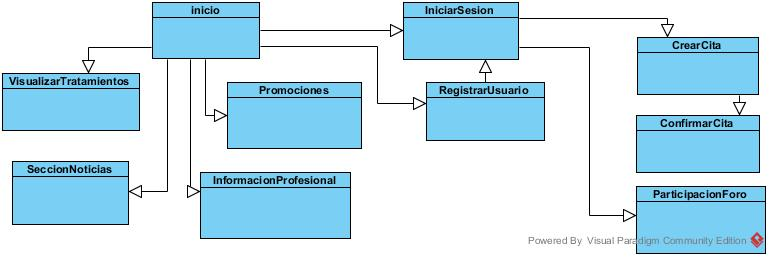 inicio
IniciarSesion
CrearCita
VisualizarTratamientos
Promociones
RegistrarUsuario
ConfirmarCita
SeccionNoticias
InformacionProfesional
ParticipacionForo
Powered By Visual Paradigm Community Edition